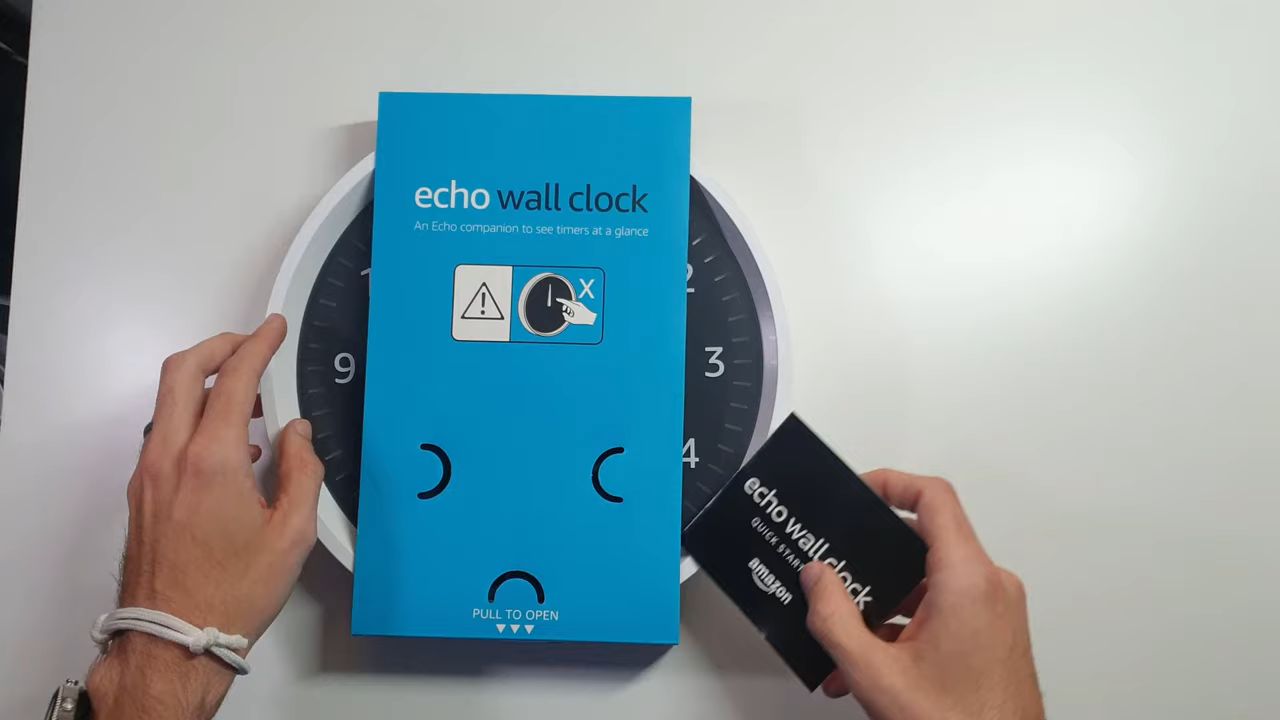 echo wall clock
An Echo companion to see timers at a glance
X
2
9
3
4
PULL TO OPEN
echo wall clock
QUICK START
amazon